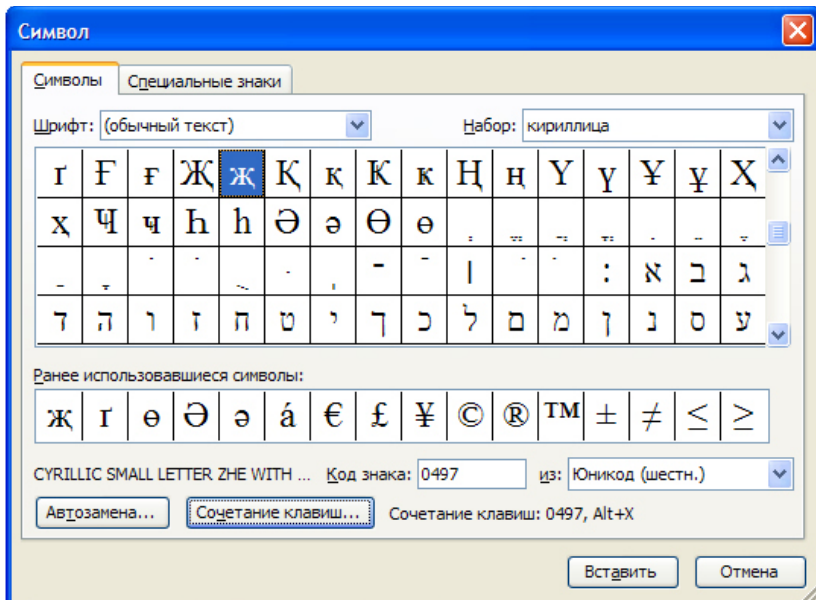 Символ
Символы Специальные знаки
Шрифт: (обычный текст) Набор: кириллица
ґ Ғ ғ Җ җ Қ қ Ҝ ҝ Ң ң Ү ү Ұ ұ Ҳ
ҳ Ҹ ҹ Һ һ Ә ә Ө ө
׀ : א ב ג
ד ה ו ז ח ט י ך כ ל ם מ ן נ ס ע
Ранее использовавшиеся символы:
җ ґ ө Ә ә á € £ ¥ © ® ™ ± ≠ ≤ ≥
CYRILLIC SMALL LETTER ZHE WITH ... Код знака: 0497 из: Юникод (шестн.)
Автозамена... Сочетание клавиш... Сочетание клавиш: 0497, Alt+X
Вставить Отмена